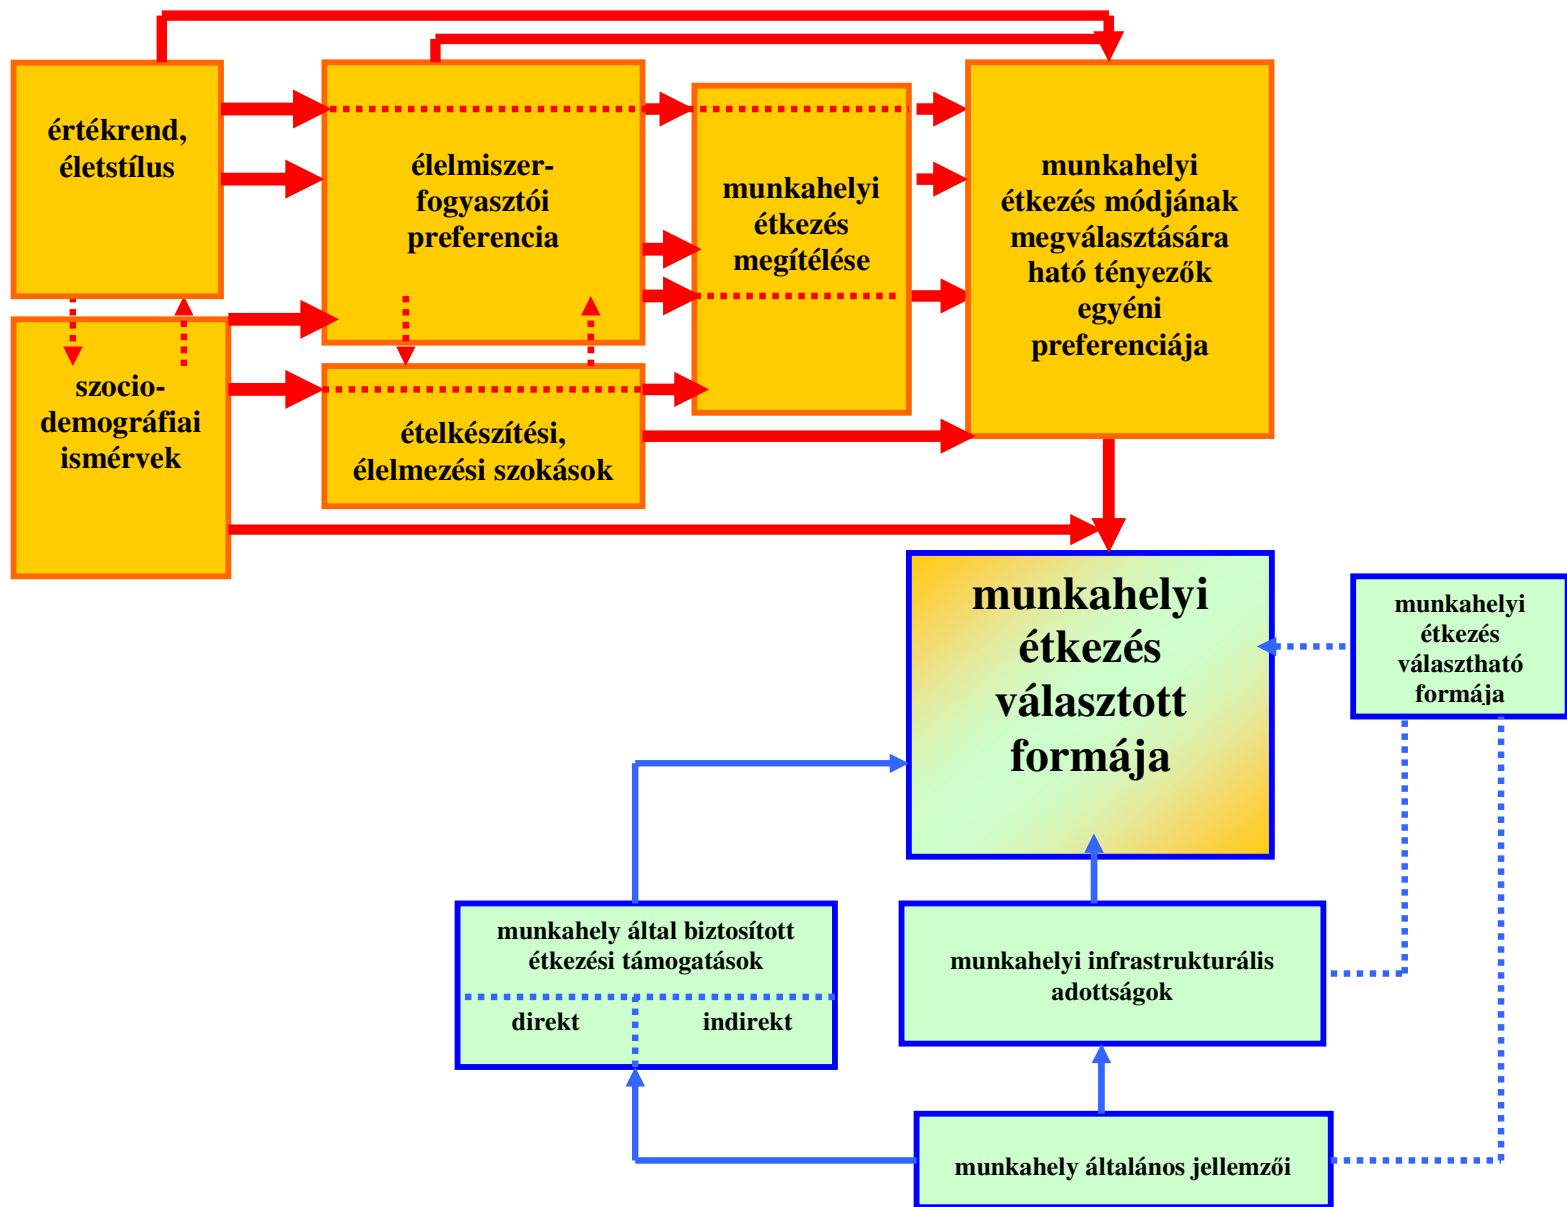 értékrend,
életstílus
élelmiszer-
fogyasztói
preferencia
munkahelyi
étkezés
megítélése
munkahelyi
étkezés módjának
megválasztására
ható tényezők
egyéni
preferenciája
szocio-
demográfiai
ismérvek
ételkészítési,
élelmezési szokások
munkahelyi
étkezés
választott
formája
munkahelyi
étkezés
választható
formája
munkahely által biztosított
étkezési támogatások
direkt
indirekt
munkahelyi infrastrukturális
adottságok
munkahely általános jellemzői